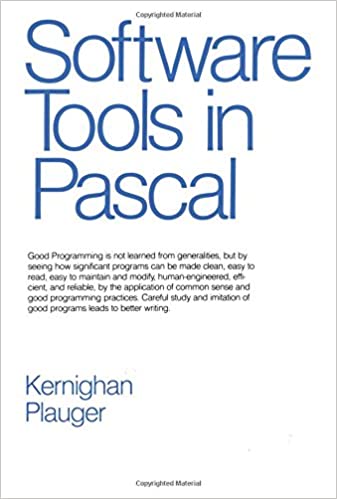 Copyrighted Material
Software
Tools in
Pascal
Good Programming is not learned from generalities, but by
seeing how significant programs can be made clean, easy to
read, easy to maintain and modify, human-engineered, effi-
cient, and reliable, by the application of common sense and
good programming practices. Careful study and imitation of
good programs leads to better writing.
Kernighan
Plauger
Copyrighted Material